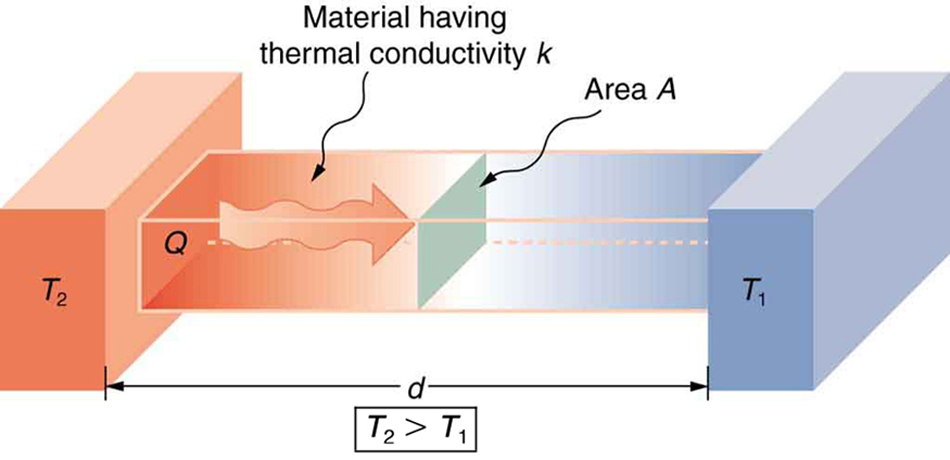 Material having
thermal conductivity k
Area A
Q
T₂
T₁
d
T₂ > T₁